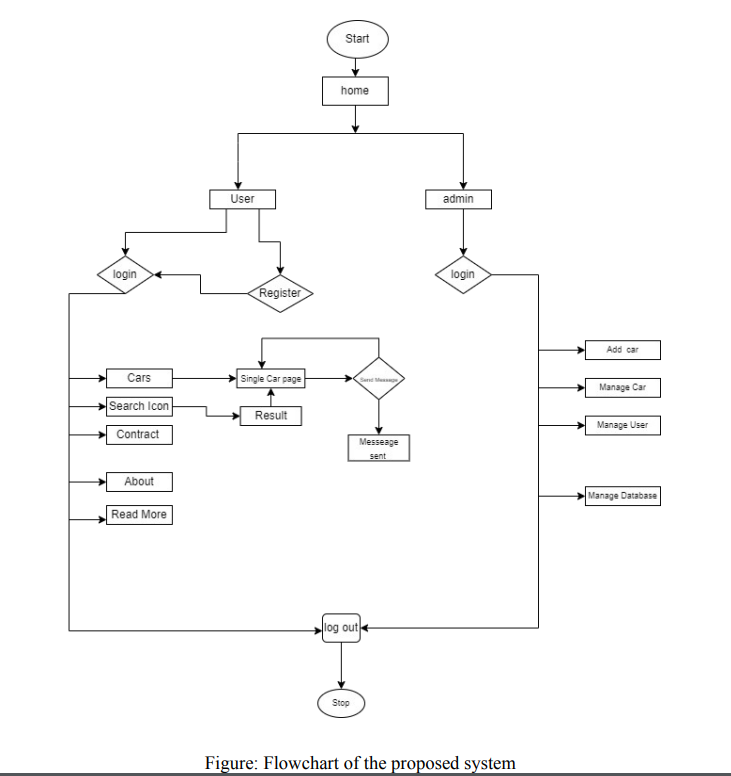 Start
home
User
admin
login
login
Register
Add car
Cars
Single Car page
Send Message
Manage Car
Search Icon
Result
Manage User
Contract
Messeage
sent
About
Manage Database
Read More
log out
Stop
Figure: Flowchart of the proposed system